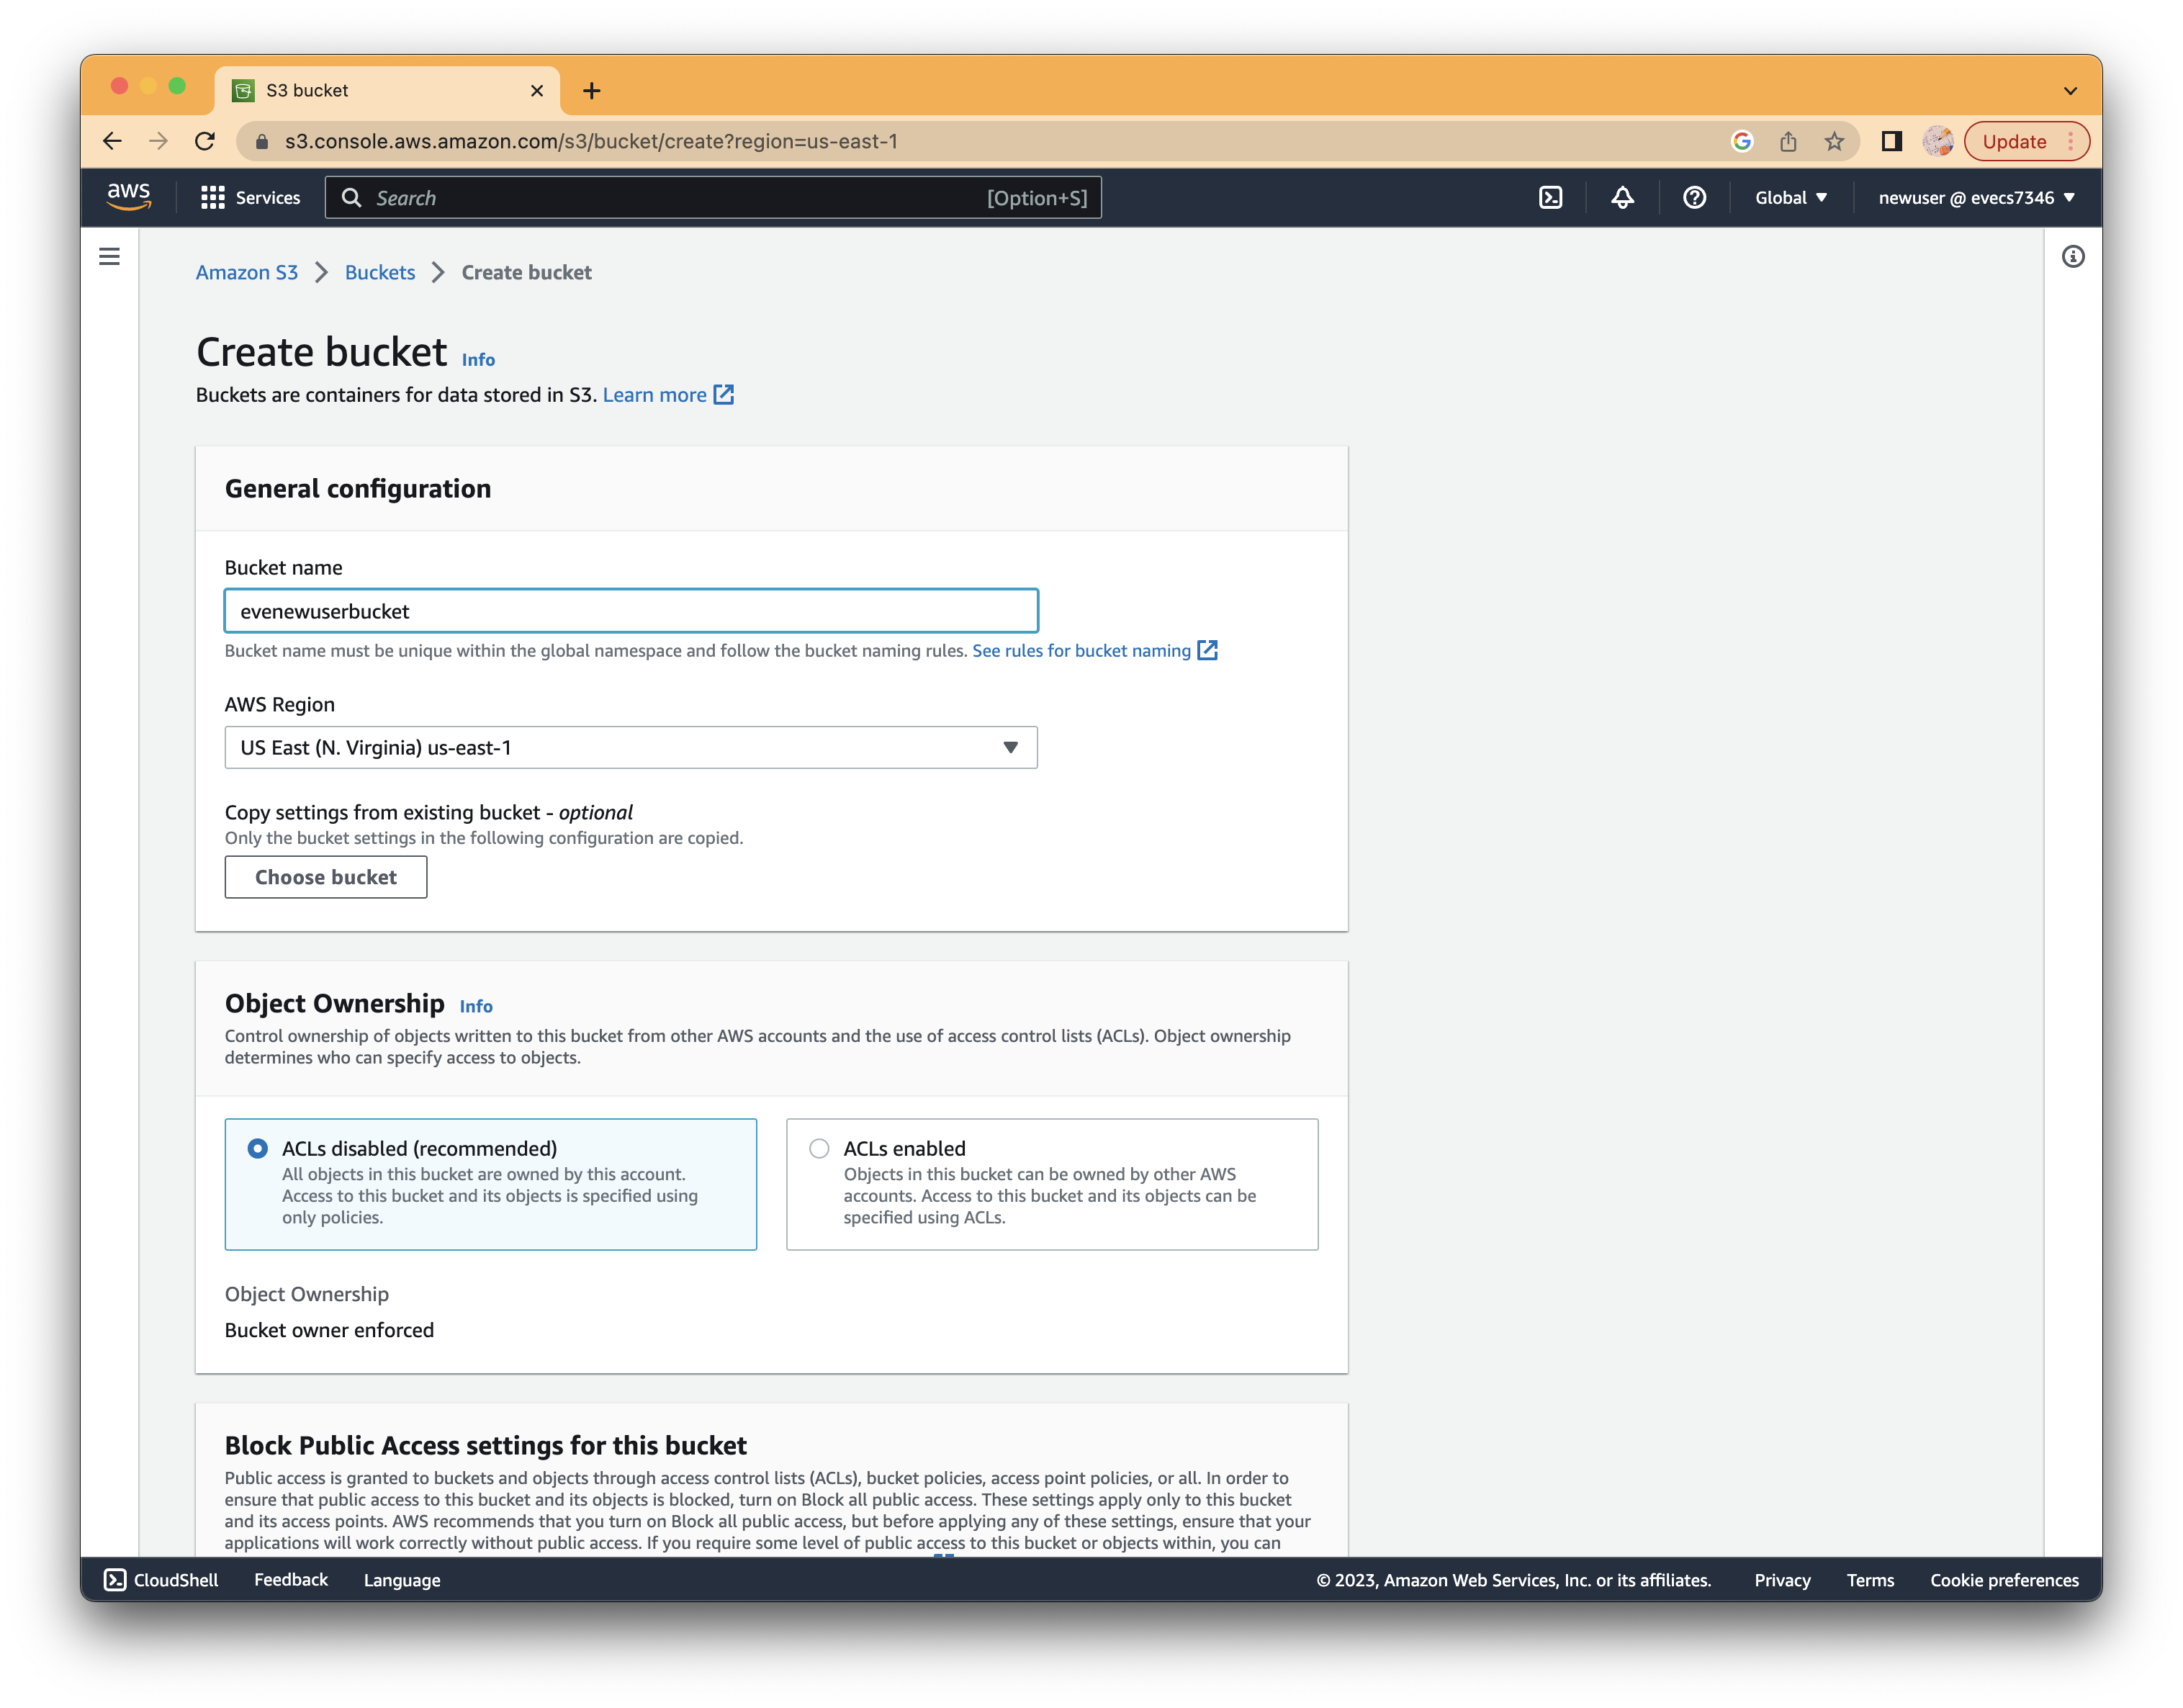 S3 bucket
s3.console.aws.amazon.com/s3/bucket/create?region=us-east-1
Update
aws
Services
Search
[Option+S]
Global
newuser @ evecs7346
Amazon S3 > Buckets > Create bucket
Create bucket Info
Buckets are containers for data stored in S3. Learn more
General configuration
Bucket name
evenewuserbucket
Bucket name must be unique within the global namespace and follow the bucket naming rules. See rules for bucket naming
AWS Region
US East (N. Virginia) us-east-1
Copy settings from existing bucket - optional
Only the bucket settings in the following configuration are copied.
Choose bucket
Object Ownership Info
Control ownership of objects written to this bucket from other AWS accounts and the use of access control lists (ACLs). Object ownership
determines who can specify access to objects.
ACLs disabled (recommended)
All objects in this bucket are owned by this account.
Access to this bucket and its objects is specified using
only policies.
ACLs enabled
Objects in this bucket can be owned by other AWS
accounts. Access to this bucket and its objects can be
specified using ACLs.
Object Ownership
Bucket owner enforced
Block Public Access settings for this bucket
Public access is granted to buckets and objects through access control lists (ACLs), bucket policies, access point policies, or all. In order to
ensure that public access to this bucket and its objects is blocked, turn on Block all public access. These settings apply only to this bucket
and its access points. AWS recommends that you turn on Block all public access, but before applying any of these settings, ensure that your
applications will work correctly without public access. If you require some level of public access to this bucket or objects within, you can
CloudShell
Feedback
Language
© 2023, Amazon Web Services, Inc. or its affiliates.
Privacy
Terms
Cookie preferences